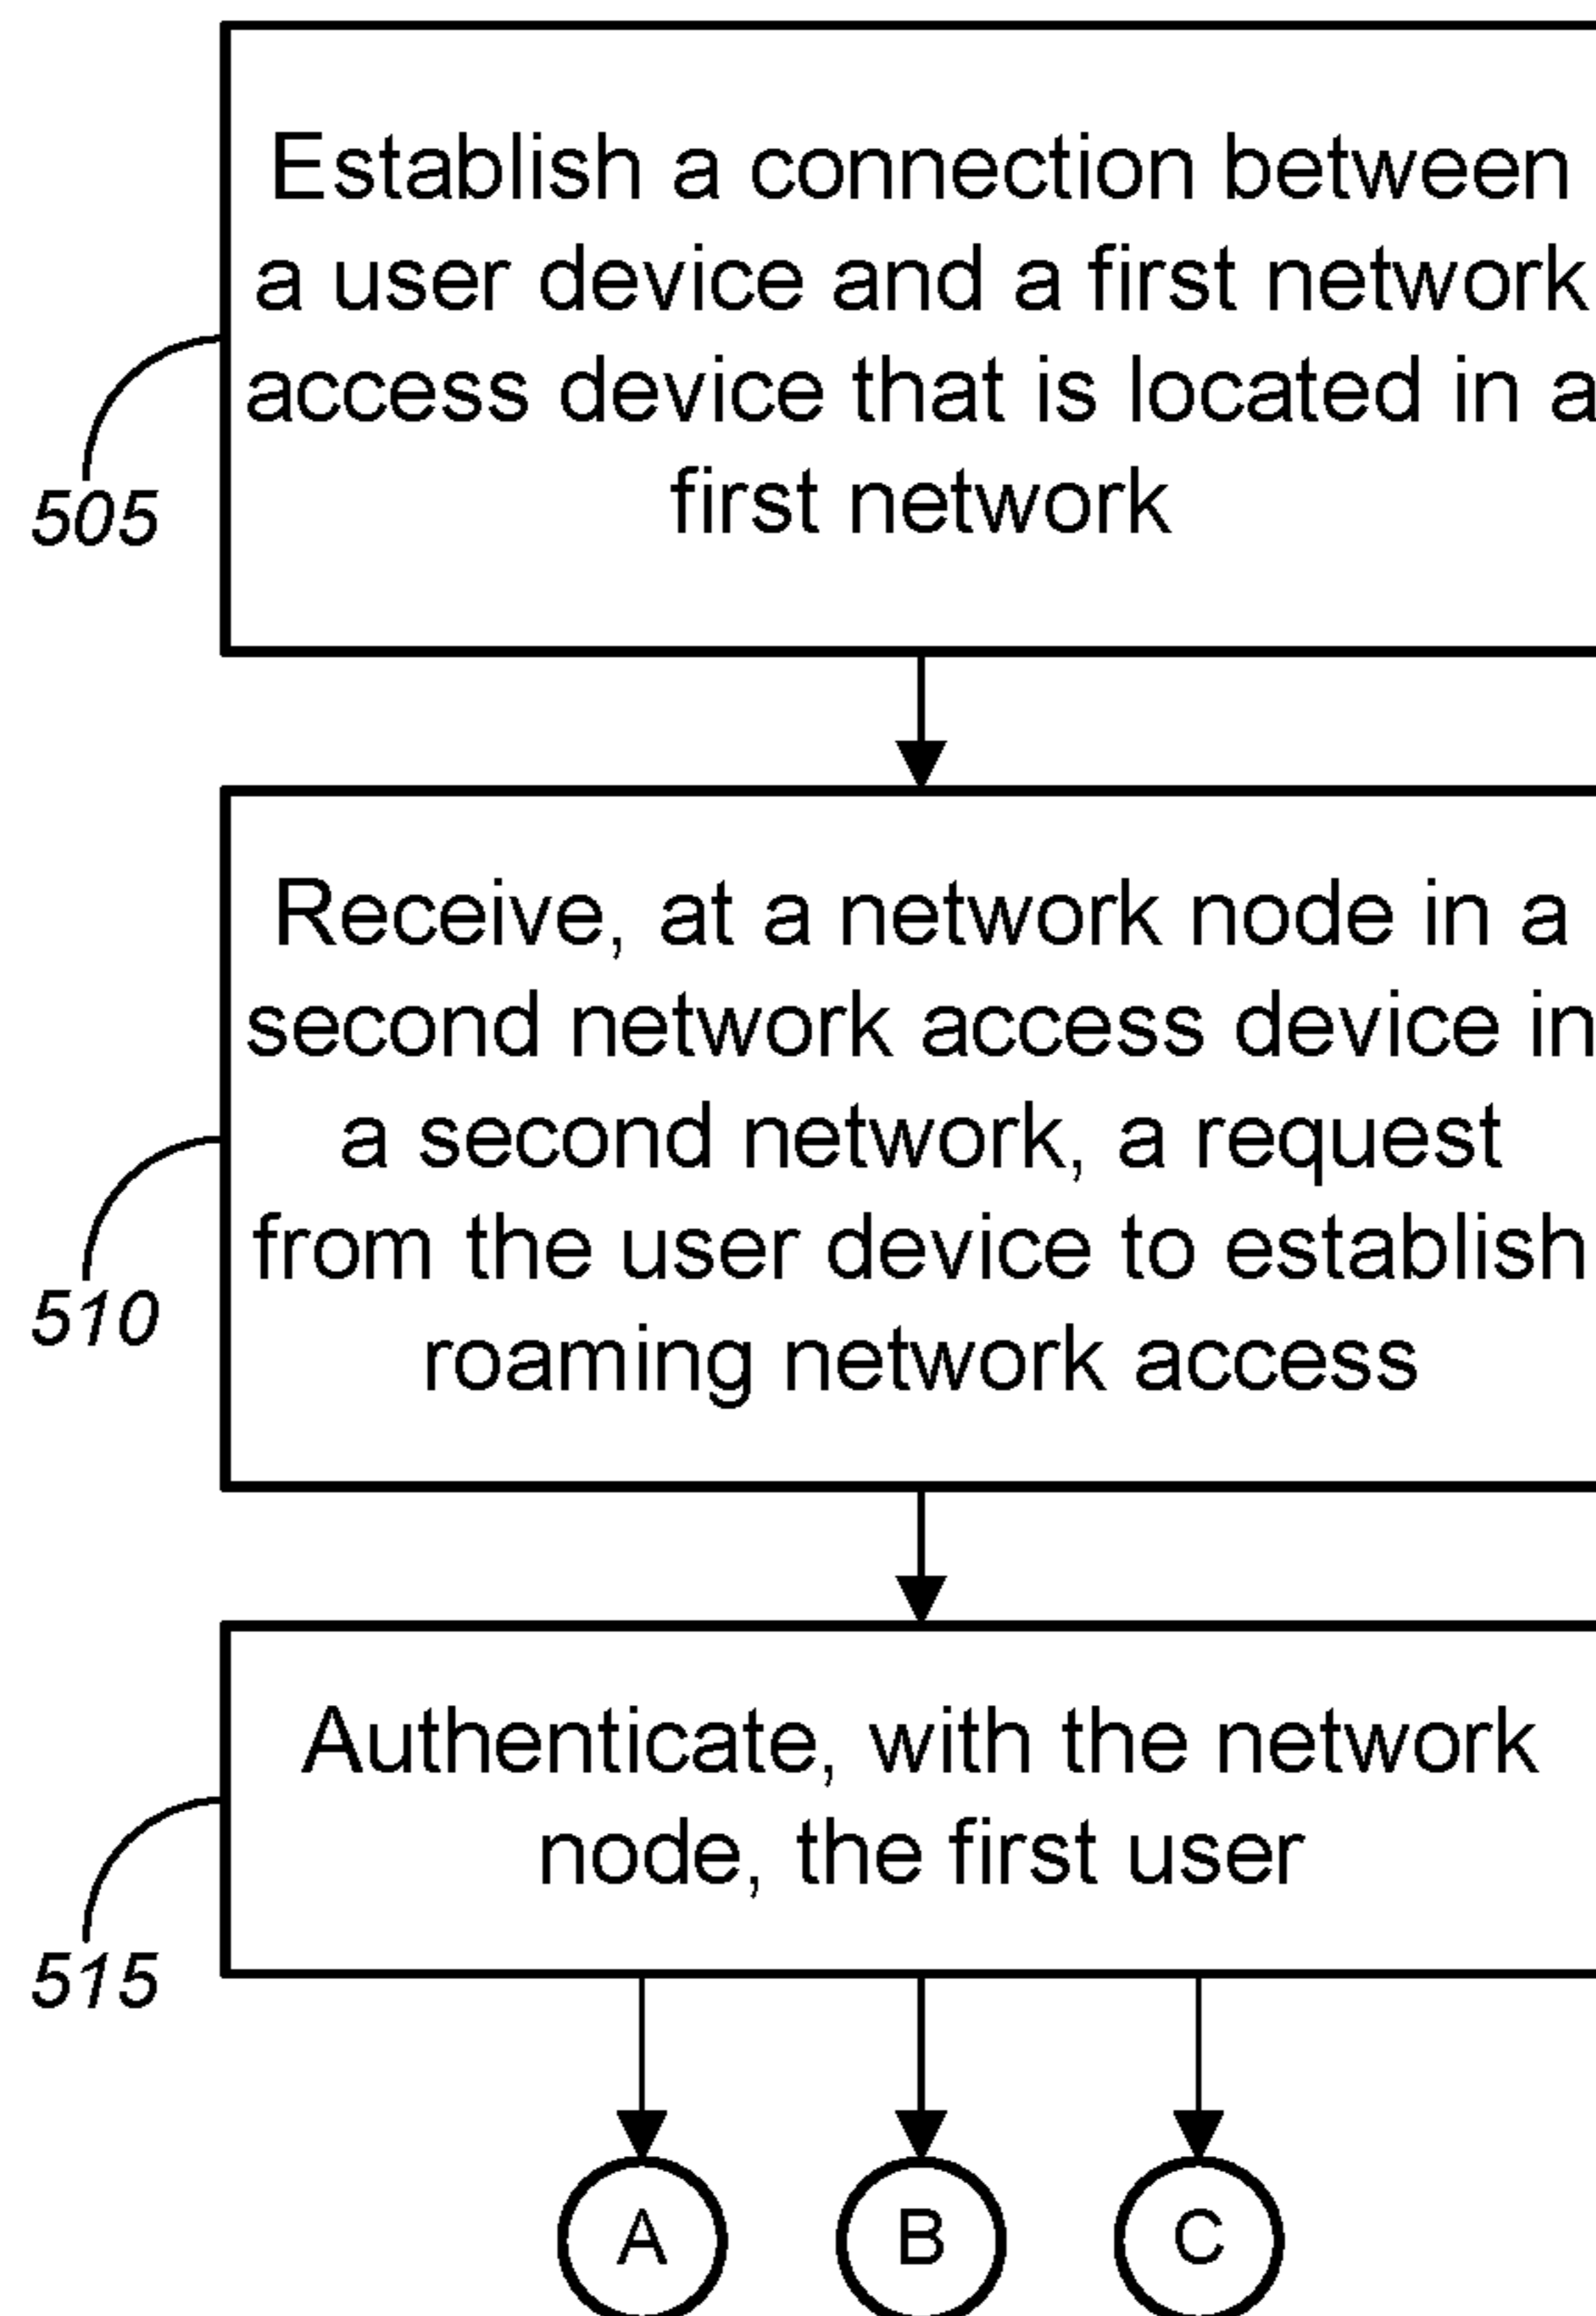 Establish a connection between
a user device and a first network
access device that is located in a
first network
505
Receive, at a network node in a
second network access device in
a second network, a request
from the user device to establish
roaming network access
510
Authenticate, with the network
node, the first user
515
A
B
C